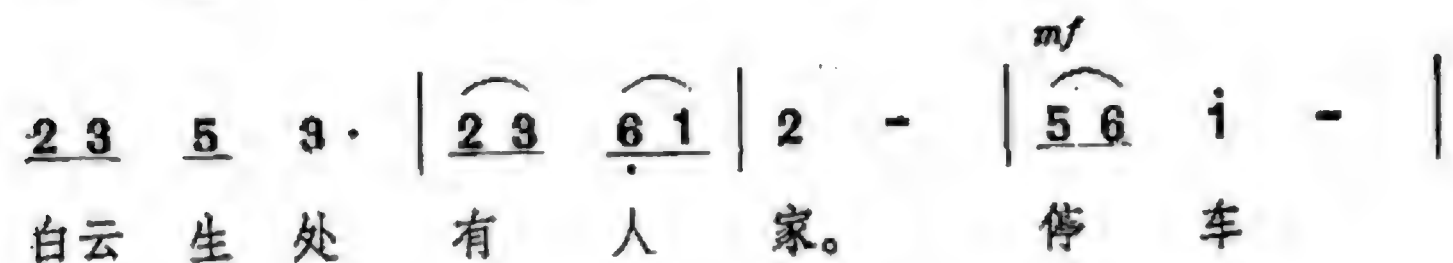 mf
2 3 5 3 · | 2 3 6 1 | 2 - | 5 6 i - |
白云 生 处 有 人 家。 停 车